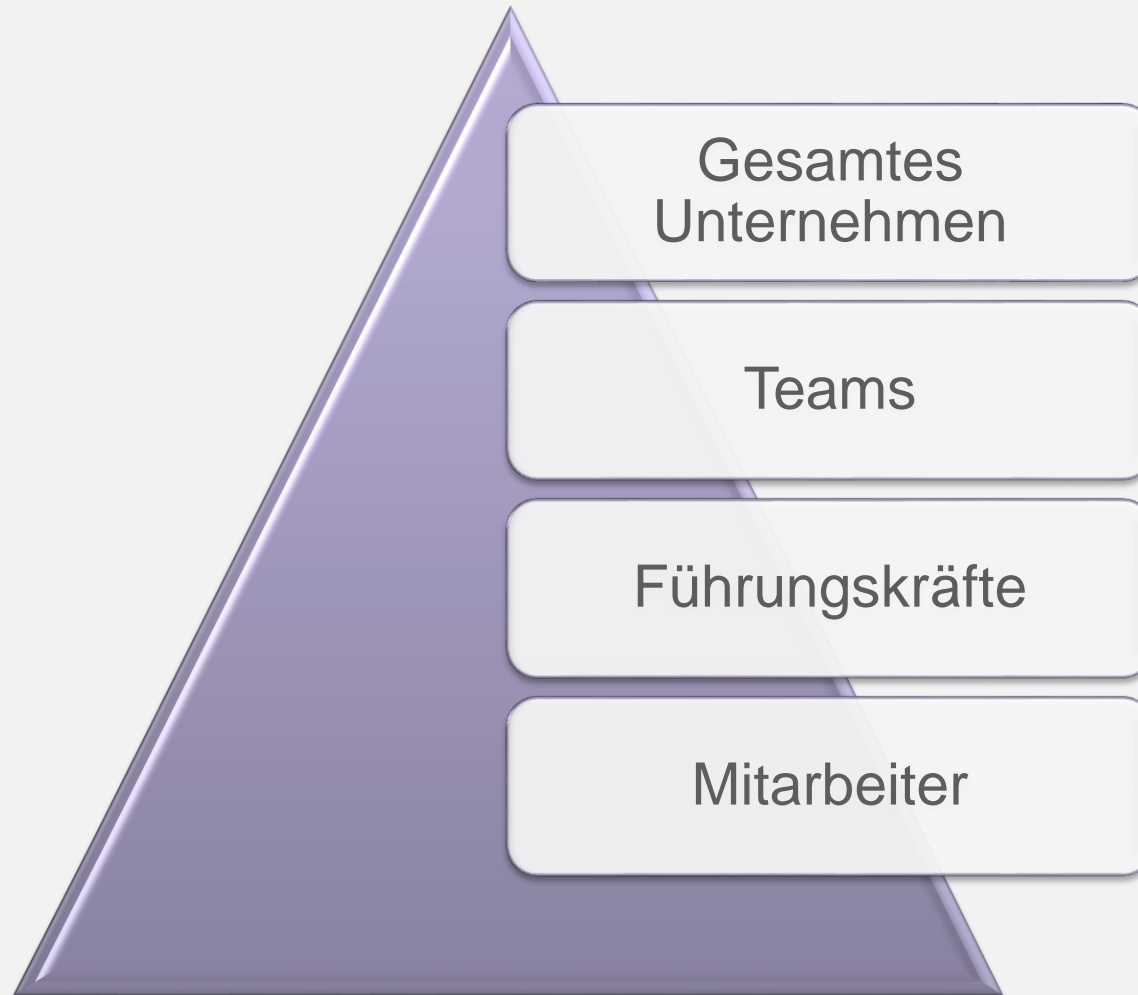 Gesamtes
Unternehmen
Teams
Führungskräfte
Mitarbeiter